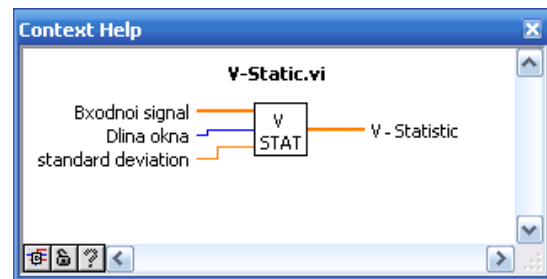 Context Help
V-Static.vi
Bxodnoi signal
Dlina okna
standard deviation
V
STAT
V - Statistic
?